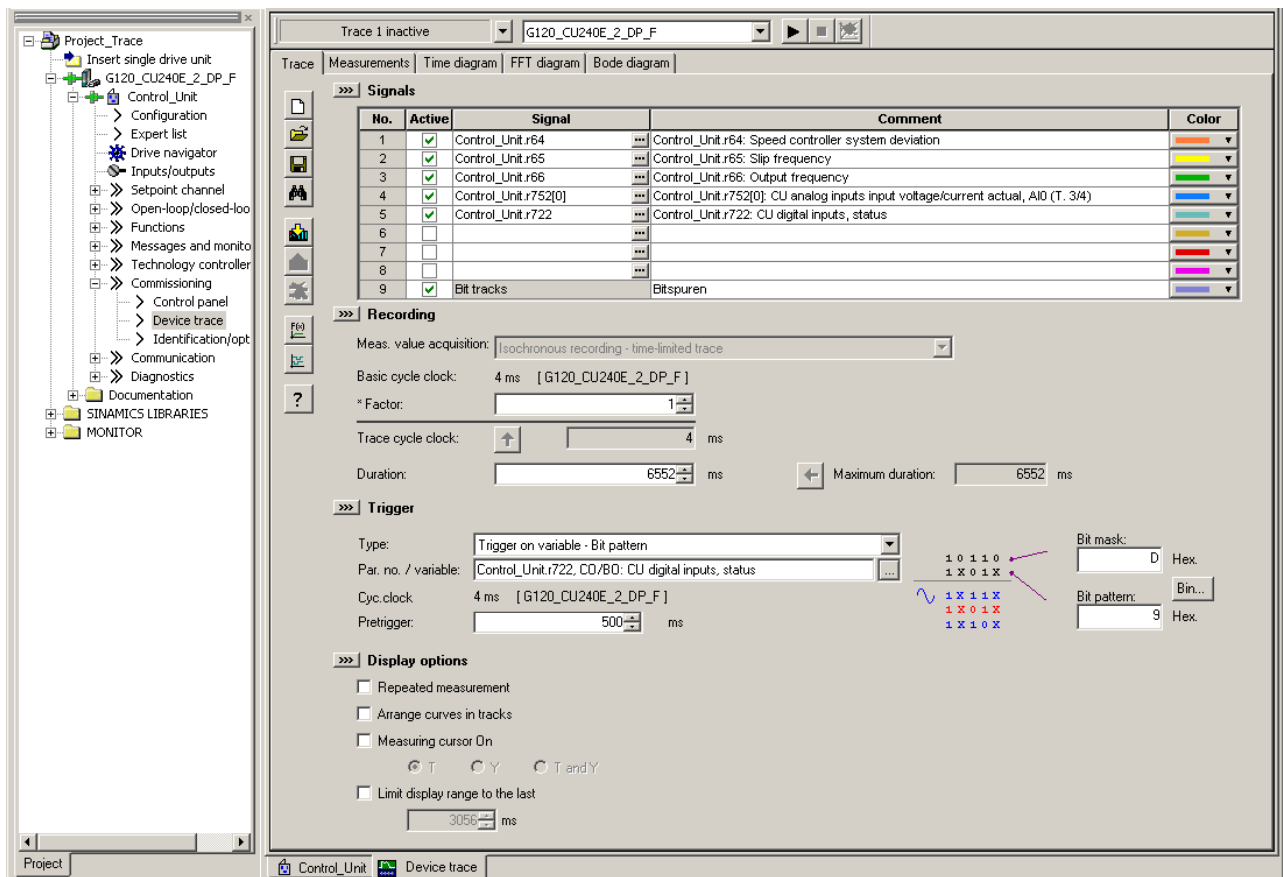 Project_Trace
Insert single drive unit
G120_CU240E_2_DP_F
Control_Unit
Configuration
Expert list
Drive navigator
Inputs/outputs
Setpoint channel
Open-loop/closed-loo
Functions
Messages and monito
Technology controller
Commissioning
Control panel
Device trace
Identification/opt
Communication
Diagnostics
Documentation
SINAMICS LIBRARIES
MONITOR
Project
Trace 1 inactive G120_CU240E_2_DP_F
Trace Measurements Time diagram FFT diagram Bode diagram
>>> Signals
No. Active Signal Comment Color
1 Control_Unit.r64 ... Control_Unit.r64: Speed controller system deviation
2 Control_Unit.r65 ... Control_Unit.r65: Slip frequency
3 Control_Unit.r66 ... Control_Unit.r66: Output frequency
4 Control_Unit.r752[0] ... Control_Unit.r752[0]: CU analog inputs input voltage/current actual, AI0 (T. 3/4)
5 Control_Unit.r722 ... Control_Unit.r722: CU digital inputs, status
6 ...
7 ...
8 ...
9 Bit tracks Bitspuren
>>> Recording
Meas. value acquisition: Isochronous recording - time-limited trace
Basic cycle clock: 4 ms [ G120_CU240E_2_DP_F ]
* Factor: 1
Trace cycle clock: 4 ms
Duration: 6552 ms Maximum duration: 6552 ms
>>> Trigger
Type: Trigger on variable - Bit pattern
Par. no. / variable: Control_Unit.r722, CO/BO: CU digital inputs, status ...
Cyc.clock 4 ms [ G120_CU240E_2_DP_F ]
Pretrigger: 500 ms
1 0 1 1 0
1 X 0 1 X
1 X 1 1 X
1 X 0 1 X
1 X 1 0 X
Bit mask:
D Hex.
Bin...
Bit pattern:
9 Hex.
>>> Display options
Repeated measurement
Arrange curves in tracks
Measuring cursor On
T Y T and Y
Limit display range to the last
3056 ms
F(x)
?
Control_Unit Device trace